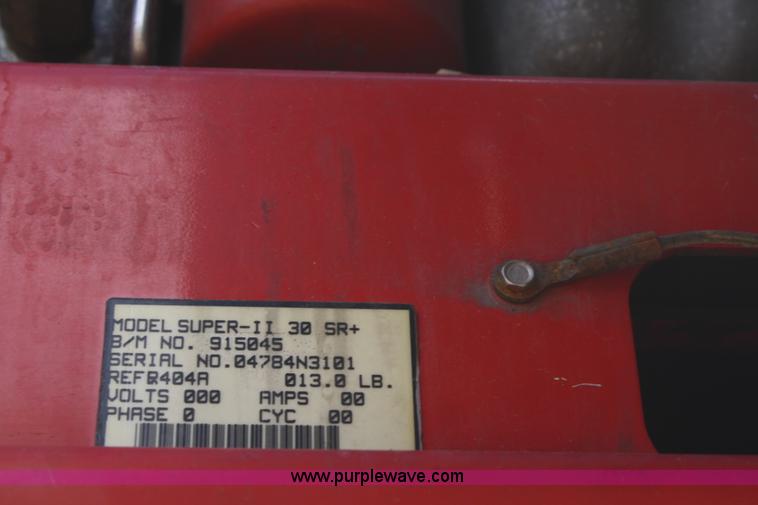 MODEL SUPER-II 30 SR+
B/M NO. 915045
SERIAL NO.04784N3101
REFR404A 013.0 LB.
VOLTS 000 AMPS 00
PHASE 0 CYC 00
www.purplewave.com